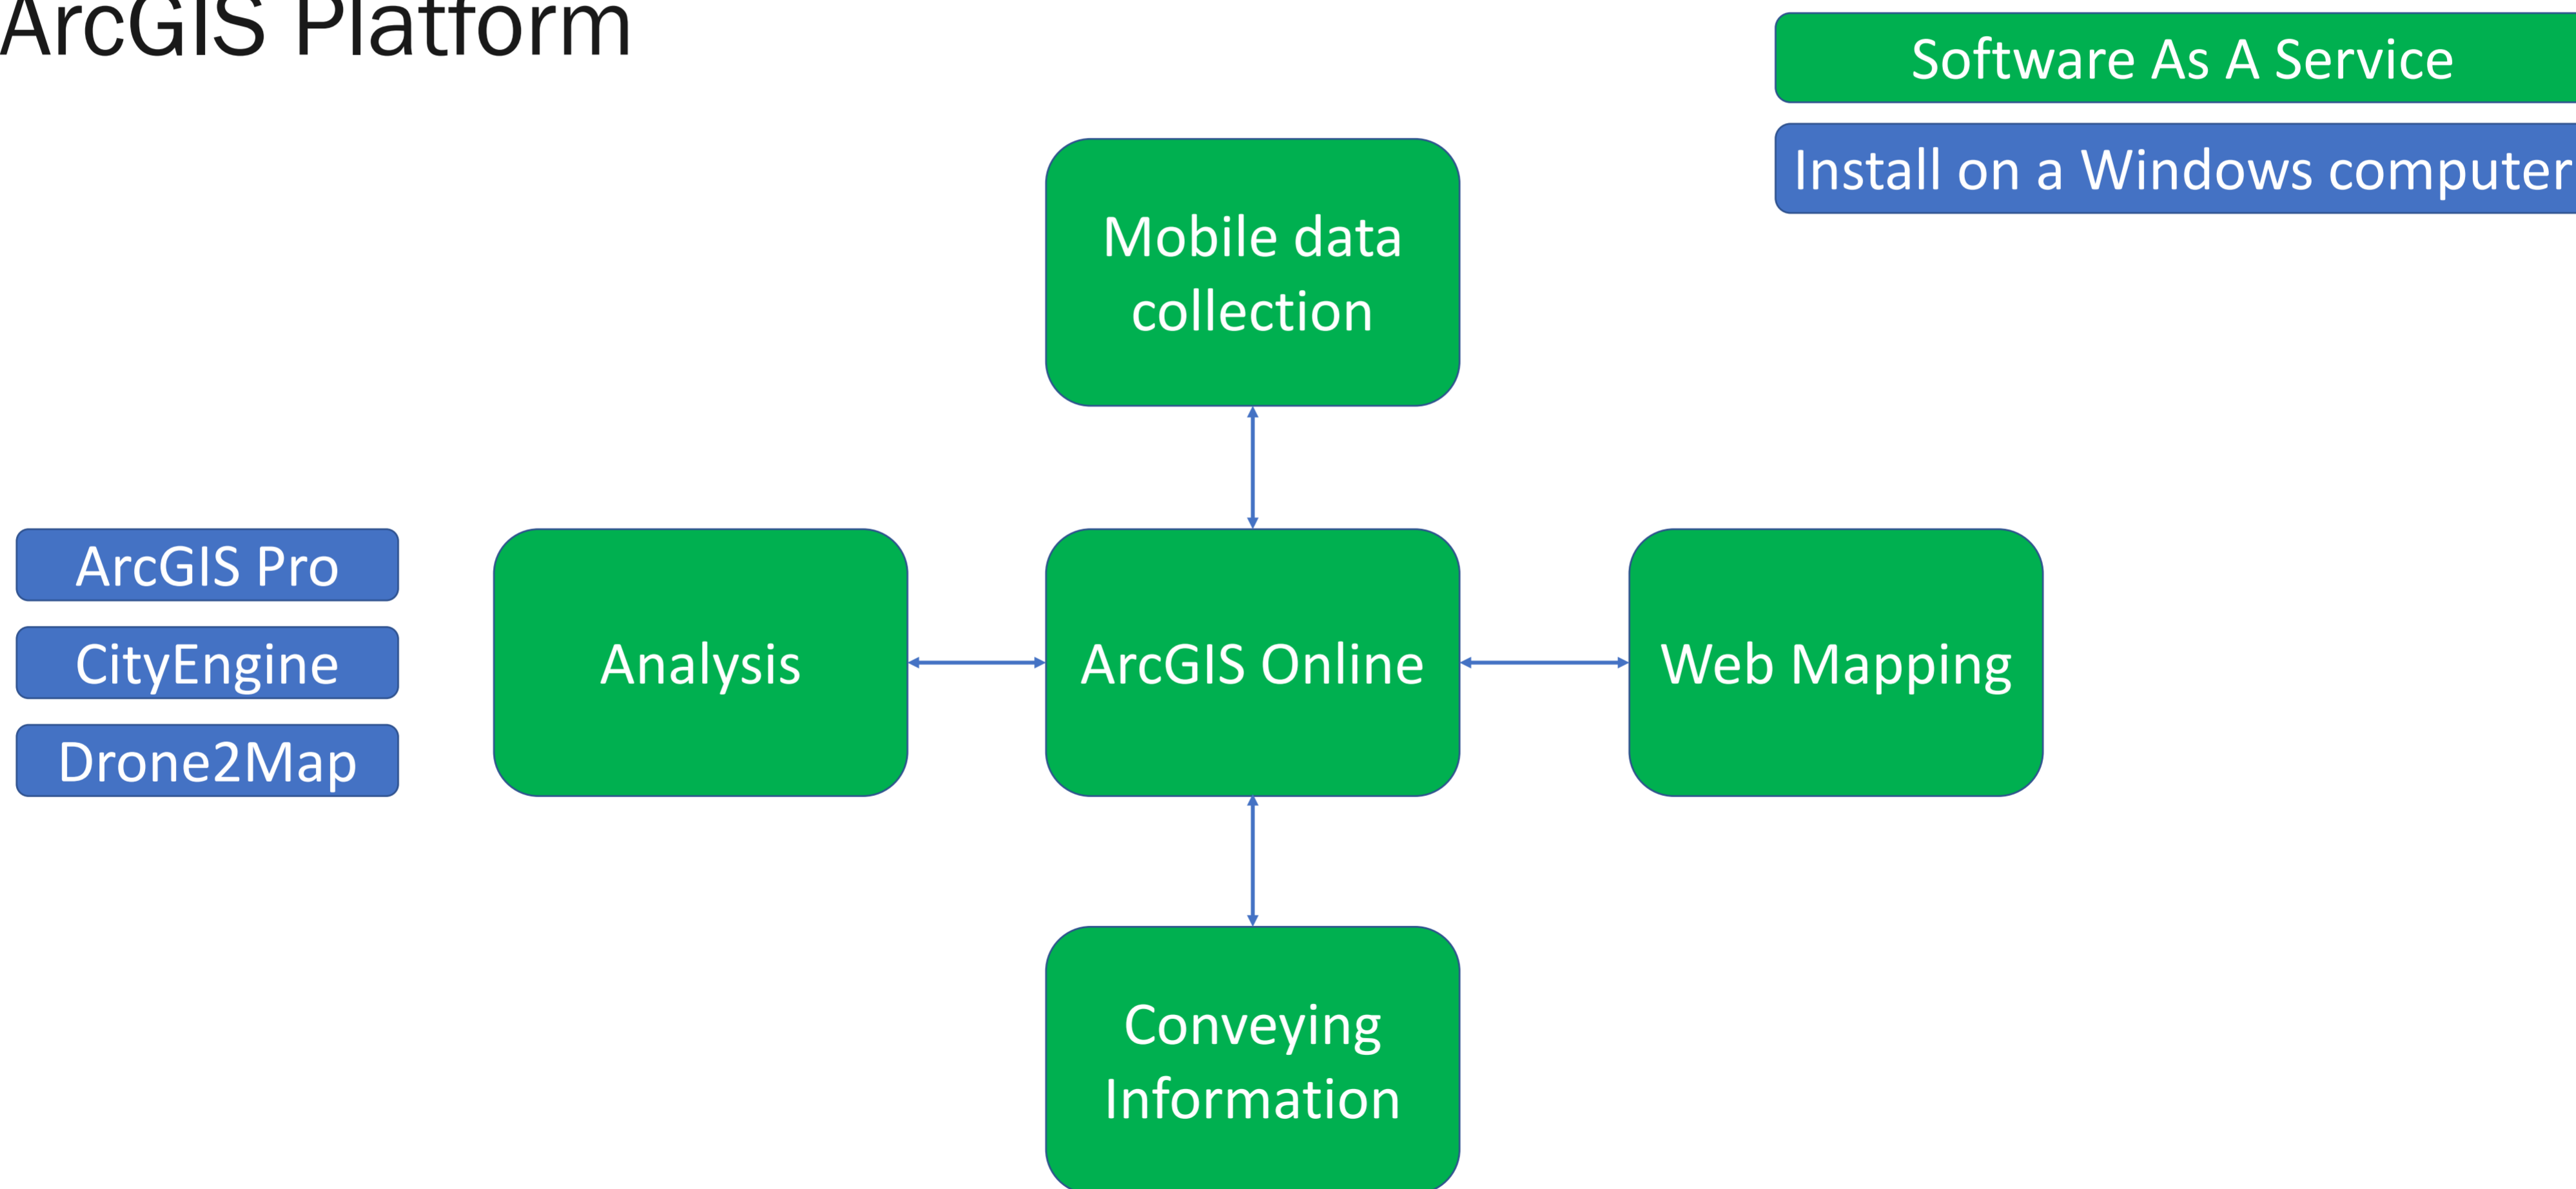 ArcGIS Platform
Software As A Service
Install on a Windows computer
Mobile data
collection
ArcGIS Pro
CityEngine
Drone2Map
Analysis
ArcGIS Online
Web Mapping
Conveying
Information